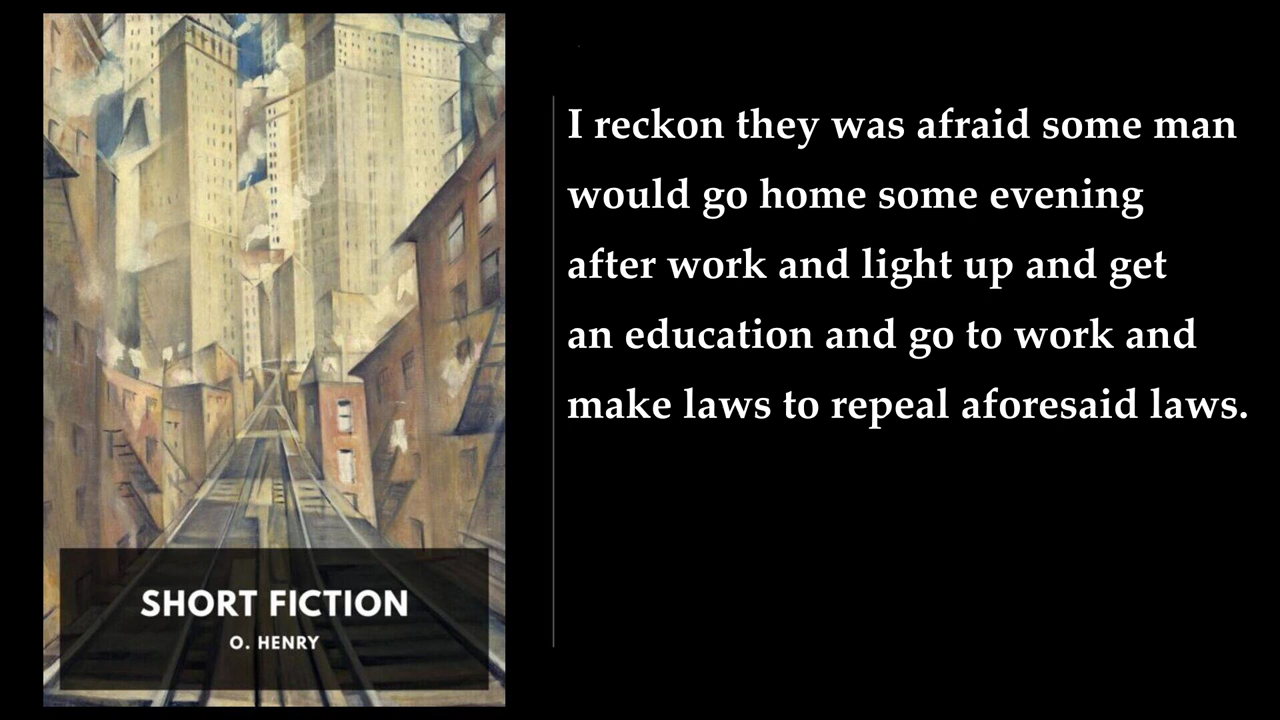 SHORT FICTION
O. HENRY
I reckon they was afraid some man
would go home some evening
after work and light up and get
an education and go to work and
make laws to repeal aforesaid laws.